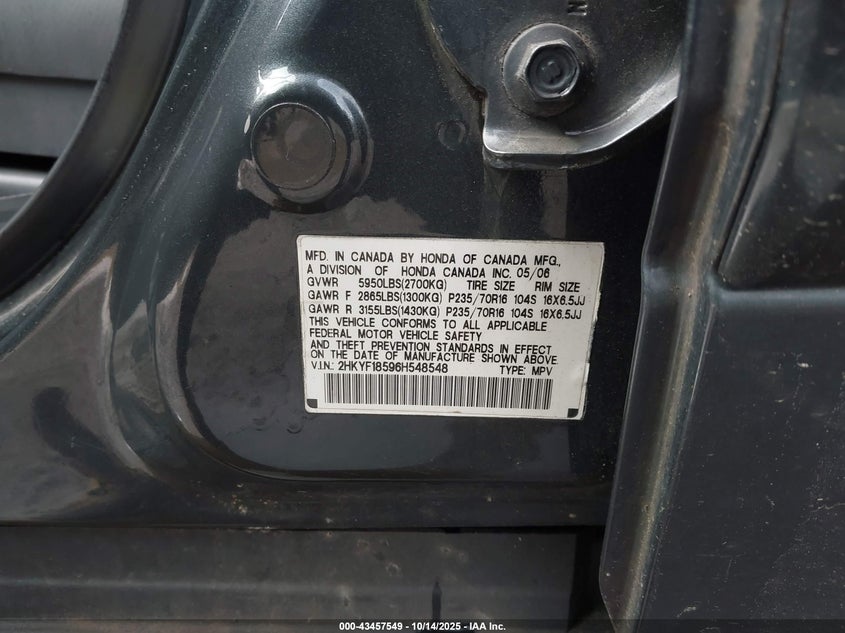 MFD. IN CANADA BY HONDA OF CANADA MFG.,
A DIVISION OF HONDA CANADA INC. 05/06
GVWR 5950LBS(2700KG) TIRE SIZE RIM SIZE
GAWR F 2865LBS(1300KG) P235/70R16 104S 16X6.5JJ
GAWR R 3155LBS(1430KG) P235/70R16 104S 16X6.5JJ
THIS VEHICLE CONFORMS TO ALL APPLICABLE
FEDERAL MOTOR VEHICLE SAFETY
AND THEFT PREVENTION STANDARDS IN EFFECT
ON THE DATE OF MANUFACTURE SHOWN ABOVE
V.I.N.: 2HKYF18596H548548 TYPE: MPV
000-43457549 - 10/14/2025 - IAA Inc.